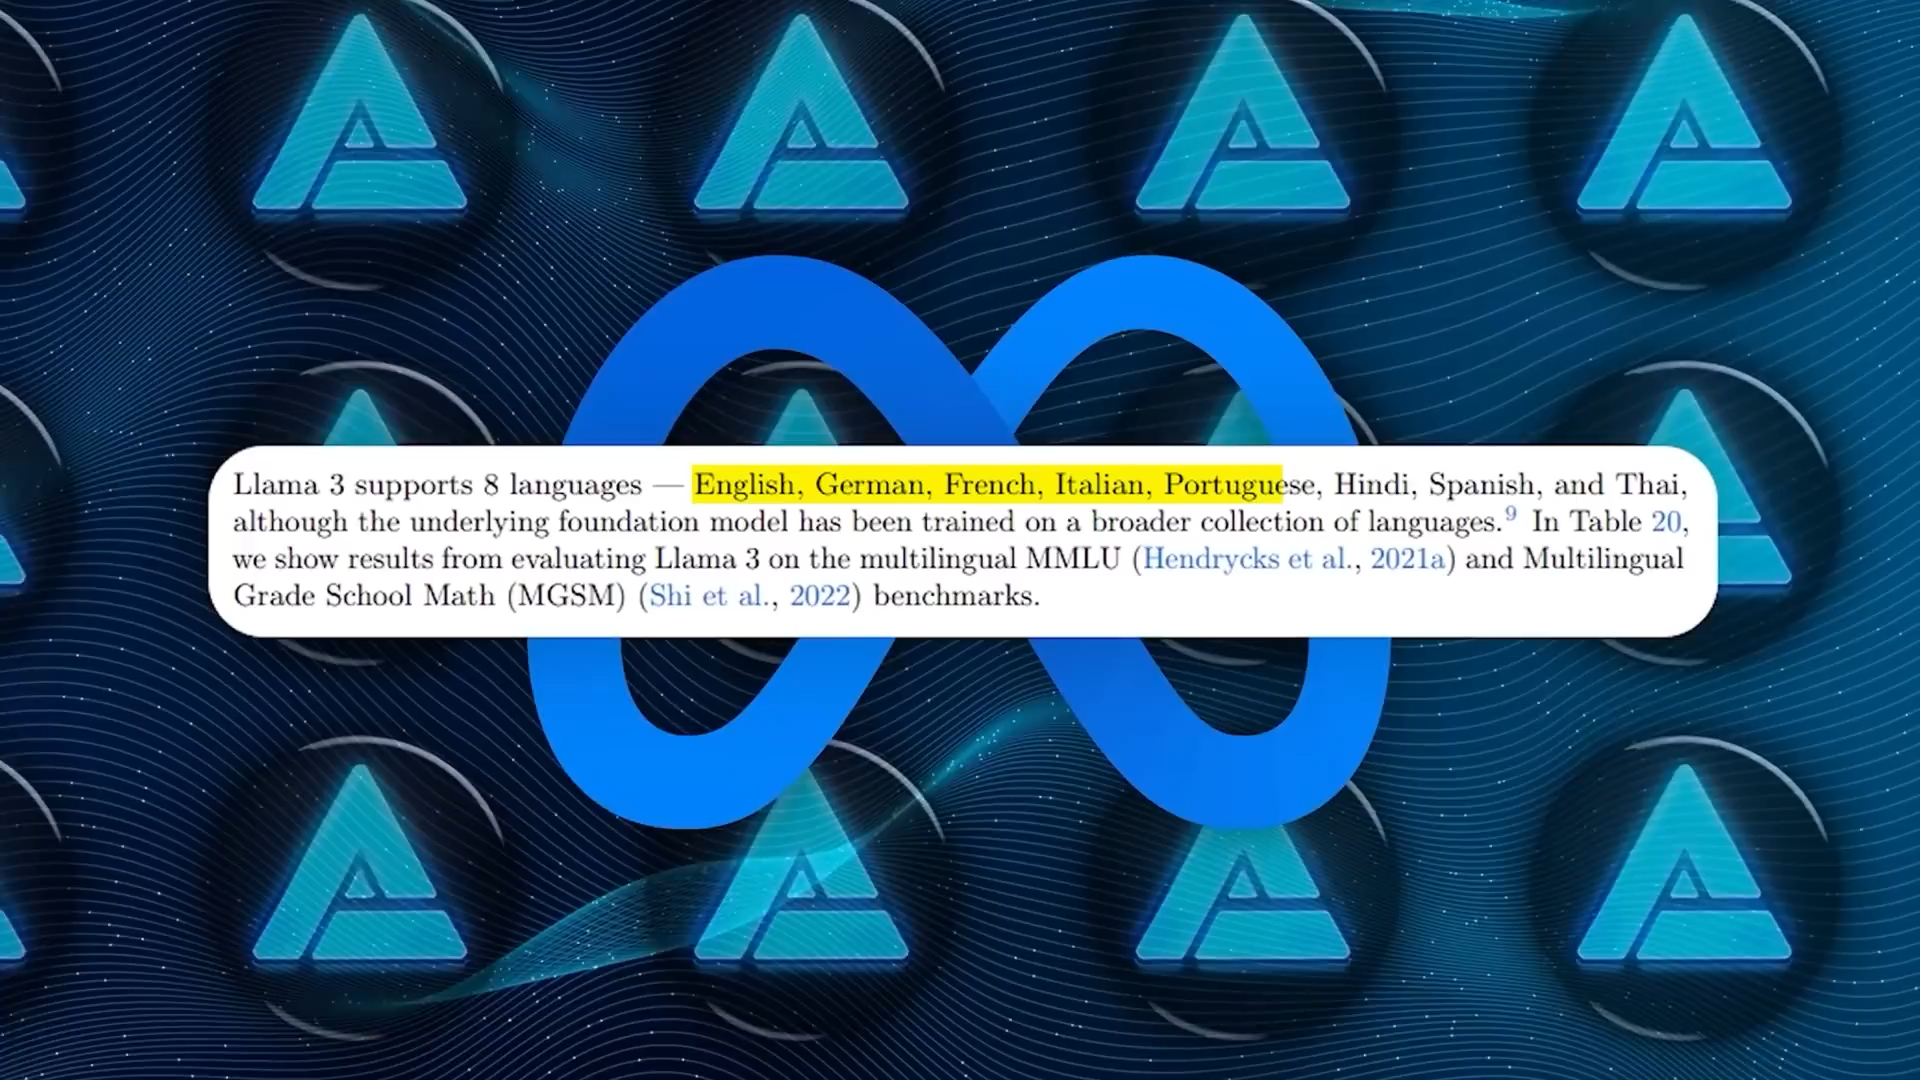 Llama 3 supports 8 languages — English, German, French, Italian, Portuguese, Hindi, Spanish, and Thai,
although the underlying foundation model has been trained on a broader collection of languages.⁹ In Table 20,
we show results from evaluating Llama 3 on the multilingual MMLU (Hendrycks et al., 2021a) and Multilingual
Grade School Math (MGSM) (Shi et al., 2022) benchmarks.